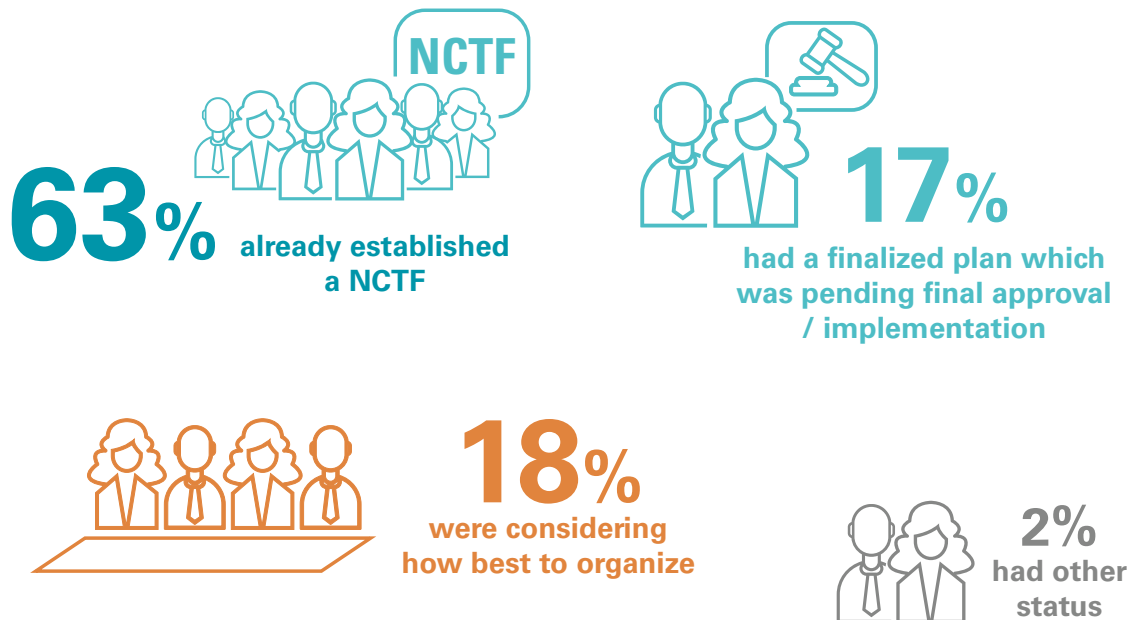 NCTF
63%
already established
a NCTF
17%
had a finalized plan which
was pending final approval
/ implementation
18%
were considering
how best to organize
2%
had other
status